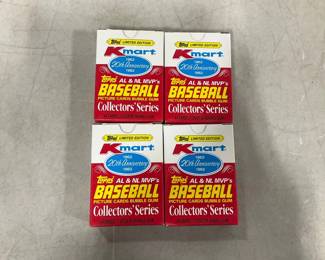 Topps LIMITED EDITION
Kmart
1962
20th Anniversary
1982
Topps AL & NL MVP's
BASEBALL
PICTURE CARDS BUBBLE GUM
Collectors' Series
Topps LIMITED EDITION
Kmart
1962
20th Anniversary
1982
Topps AL & NL MVP's
BASEBALL
PICTURE CARDS BUBBLE GUM
Collectors' Series
Topps LIMITED EDITION
Kmart
1962
20th Anniversary
1982
Topps AL & NL MVP's
BASEBALL
PICTURE CARDS BUBBLE GUM
Collectors' Series
Topps LIMITED EDITION
Kmart
1962
20th Anniversary
1982
Topps AL & NL MVP's
BASEBALL
PICTURE CARDS BUBBLE GUM
Collectors' Series